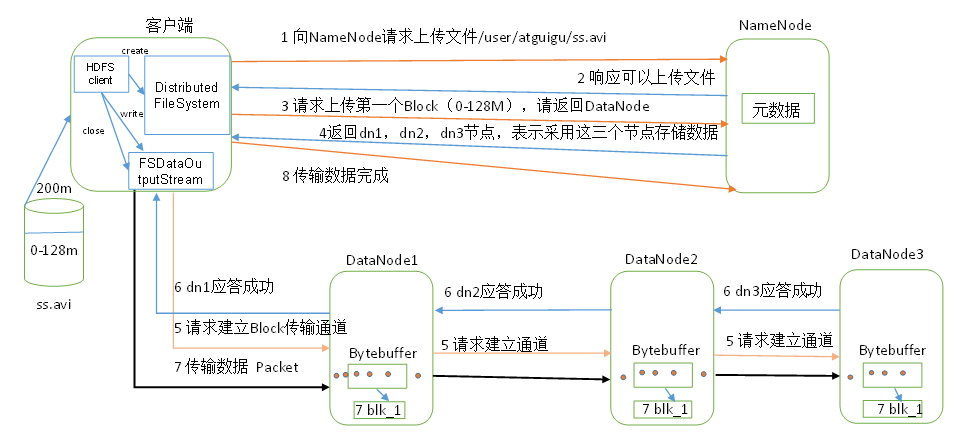 客户端
NameNode
1 向NameNode请求上传文件/user/atguigu/ss.avi
create
HDFS
client
Distributed
FileSystem
2 响应可以上传文件
3 请求上传第一个Block（0-128M），请返回DataNode
元数据
write
close
4返回dn1，dn2，dn3节点，表示采用这三个节点存储数据
FSDataOu
tputStream
8 传输数据完成
200m
0-128m
ss.avi
DataNode1
DataNode2
DataNode3
6 dn1应答成功
6 dn2应答成功
6 dn3应答成功
5 请求建立Block传输通道
5 请求建立通道
5 请求建立通道
7 传输数据 Packet
Bytebuffer
Bytebuffer
Bytebuffer
7 blk_1
7 blk_1
7 blk_1